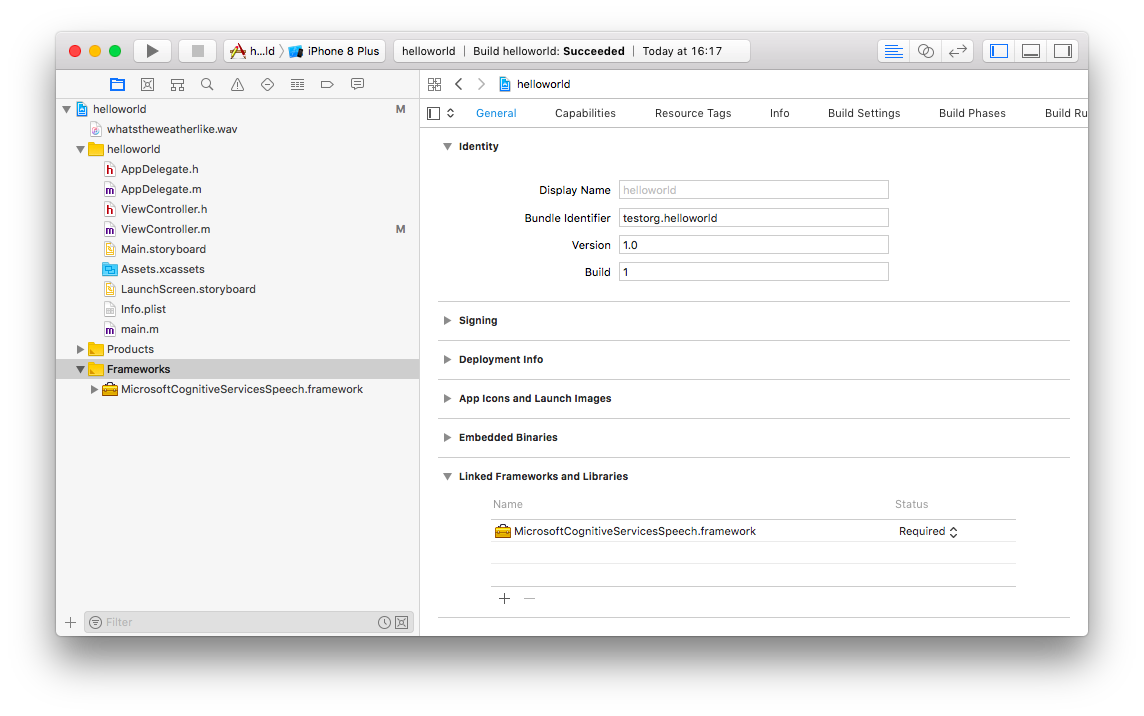 h...ld
iPhone 8 Plus
helloworld | Build helloworld: Succeeded | Today at 16:17
helloworld
M
whatstheweatherlike.wav
helloworld
AppDelegate.h
AppDelegate.m
ViewController.h
ViewController.m
M
Main.storyboard
Assets.xcassets
LaunchScreen.storyboard
Info.plist
main.m
Products
Frameworks
MicrosoftCognitiveServicesSpeech.framework
Filter
helloworld
General Capabilities Resource Tags Info Build Settings Build Phases Build Ru
Identity
Display Name helloworld
Bundle Identifier testorg.helloworld
Version 1.0
Build 1
Signing
Deployment Info
App Icons and Launch Images
Embedded Binaries
Linked Frameworks and Libraries
Name Status
MicrosoftCognitiveServicesSpeech.framework Required